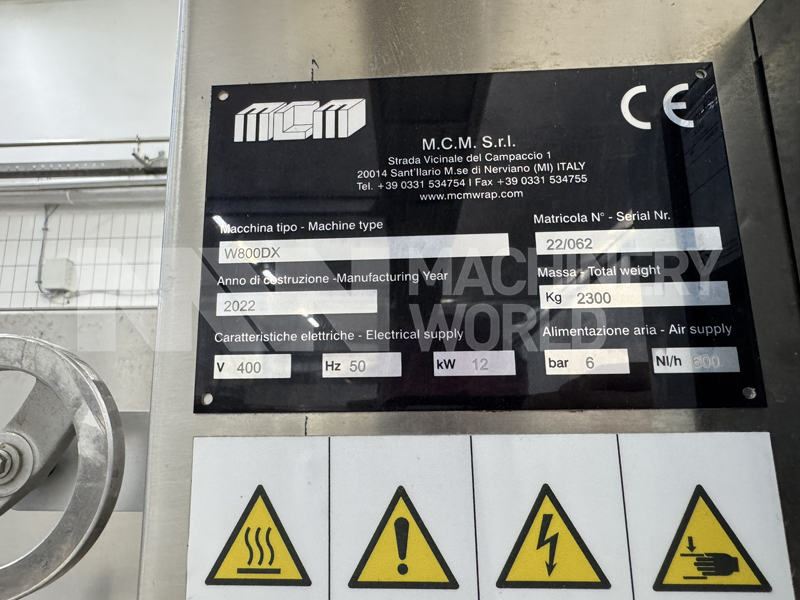 mcm
CE
M.C.M. S.r.l.
Strada Vicinale del Campaccio 1
20014 Sant'Ilario M.se di Nerviano (MI) ITALY
Tel. +39 0331 534754 I Fax +39 0331 534755
www.mcmwrap.com
Macchina tipo - Machine type
W800DX
Matricola N° - Serial Nr.
22/062
Anno di costruzione -Manufacturing Year
2022
Massa - Total weight
Kg 2300
Caratteristiche elettriche - Electrical supply
V 400 Hz 50 kW 12
Alimentazione aria - Air supply
bar 6 Nl/h 800
MACHINERY
WORLD